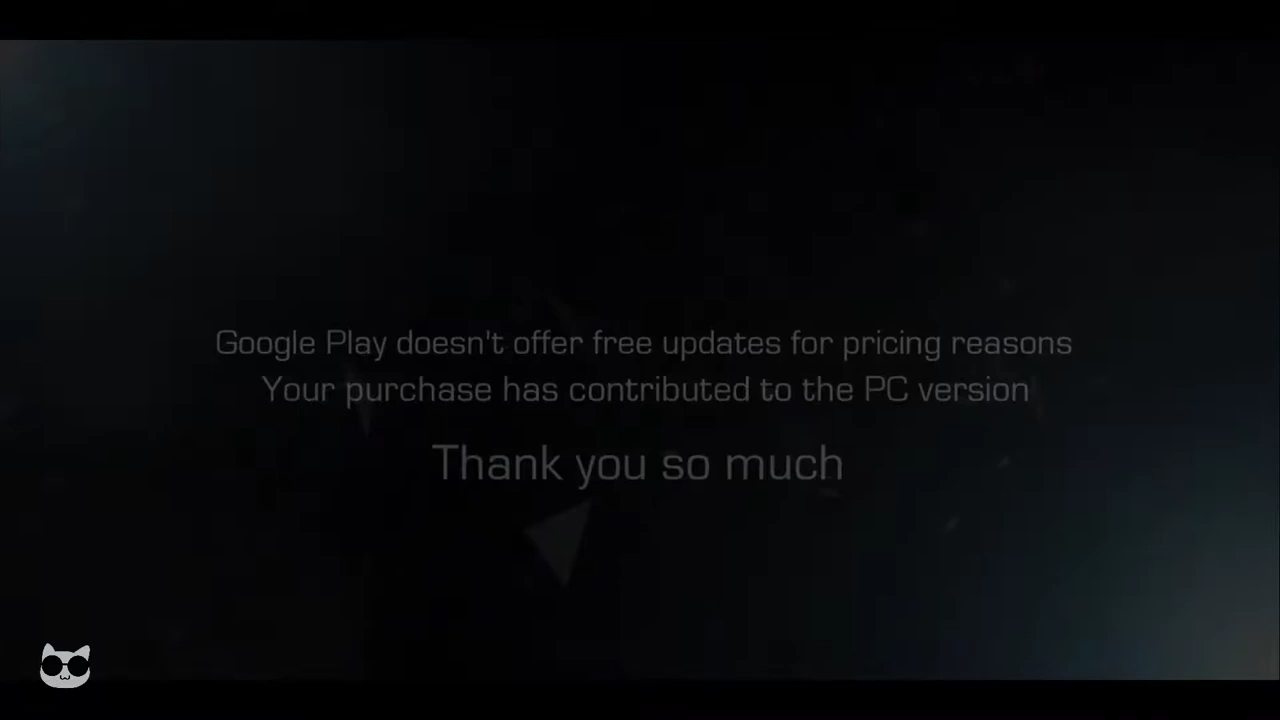 Google Play doesn't offer free updates for pricing reasons
Your purchase has contributed to the PC version
Thank you so much